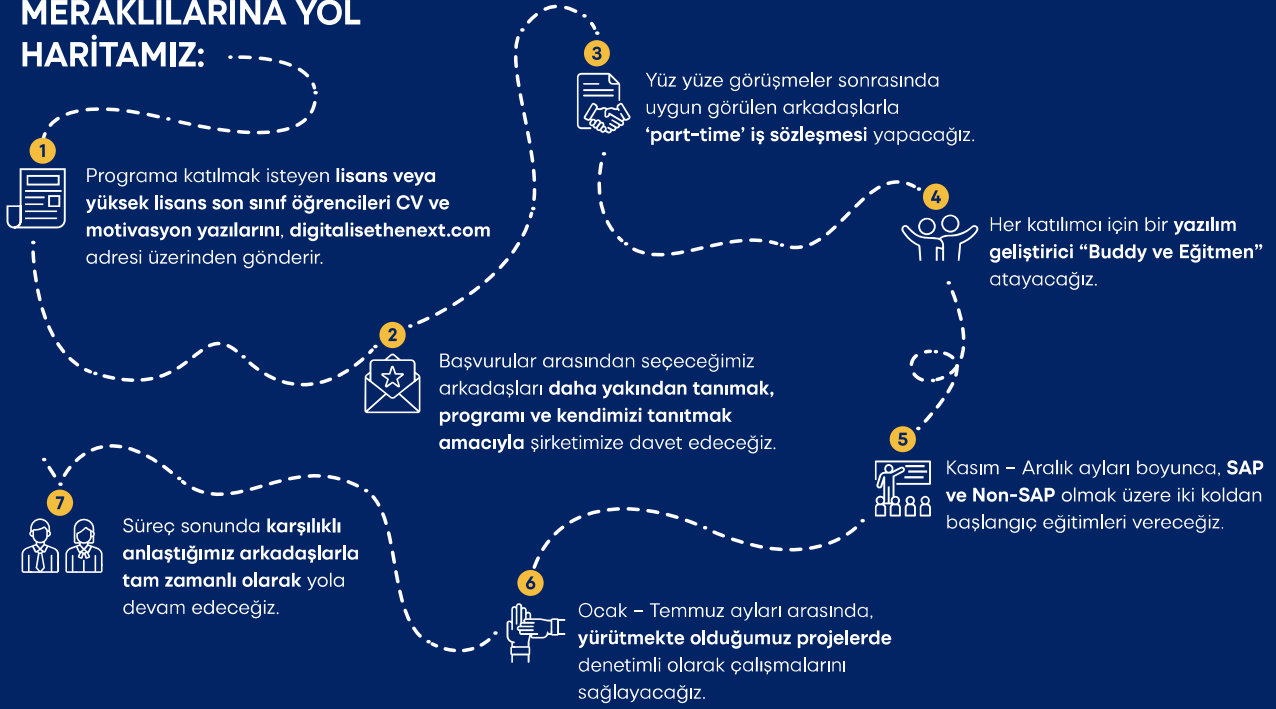 MERAKLILARINA YOL
HARİTAMIZ:
1
Programa katılmak isteyen lisans veya
yüksek lisans son sınıf öğrencileri CV ve
motivasyon yazılarını, digitalisethenext.com
adresi üzerinden gönderir.
2
Başvurular arasından seçeceğimiz
arkadaşları daha yakından tanımak,
programı ve kendimizi tanıtmak
amacıyla şirketimize davet edeceğiz.
3
Yüz yüze görüşmeler sonrasında
uygun görülen arkadaşlarla
‘part-time’ iş sözleşmesi yapacağız.
4
Her katılımcı için bir yazılım
geliştirici “Buddy ve Eğitmen”
atayacağız.
5
Kasım – Aralık ayları boyunca, SAP
ve Non-SAP olmak üzere iki koldan
başlangıç eğitimleri vereceğiz.
6
Ocak – Temmuz ayları arasında,
yürütmekte olduğumuz projelerde
denetimli olarak çalışmalarını
sağlayacağız.
7
Süreç sonunda karşılıklı
anlaştığımız arkadaşlarla
tam zamanlı olarak yola
devam edeceğiz.